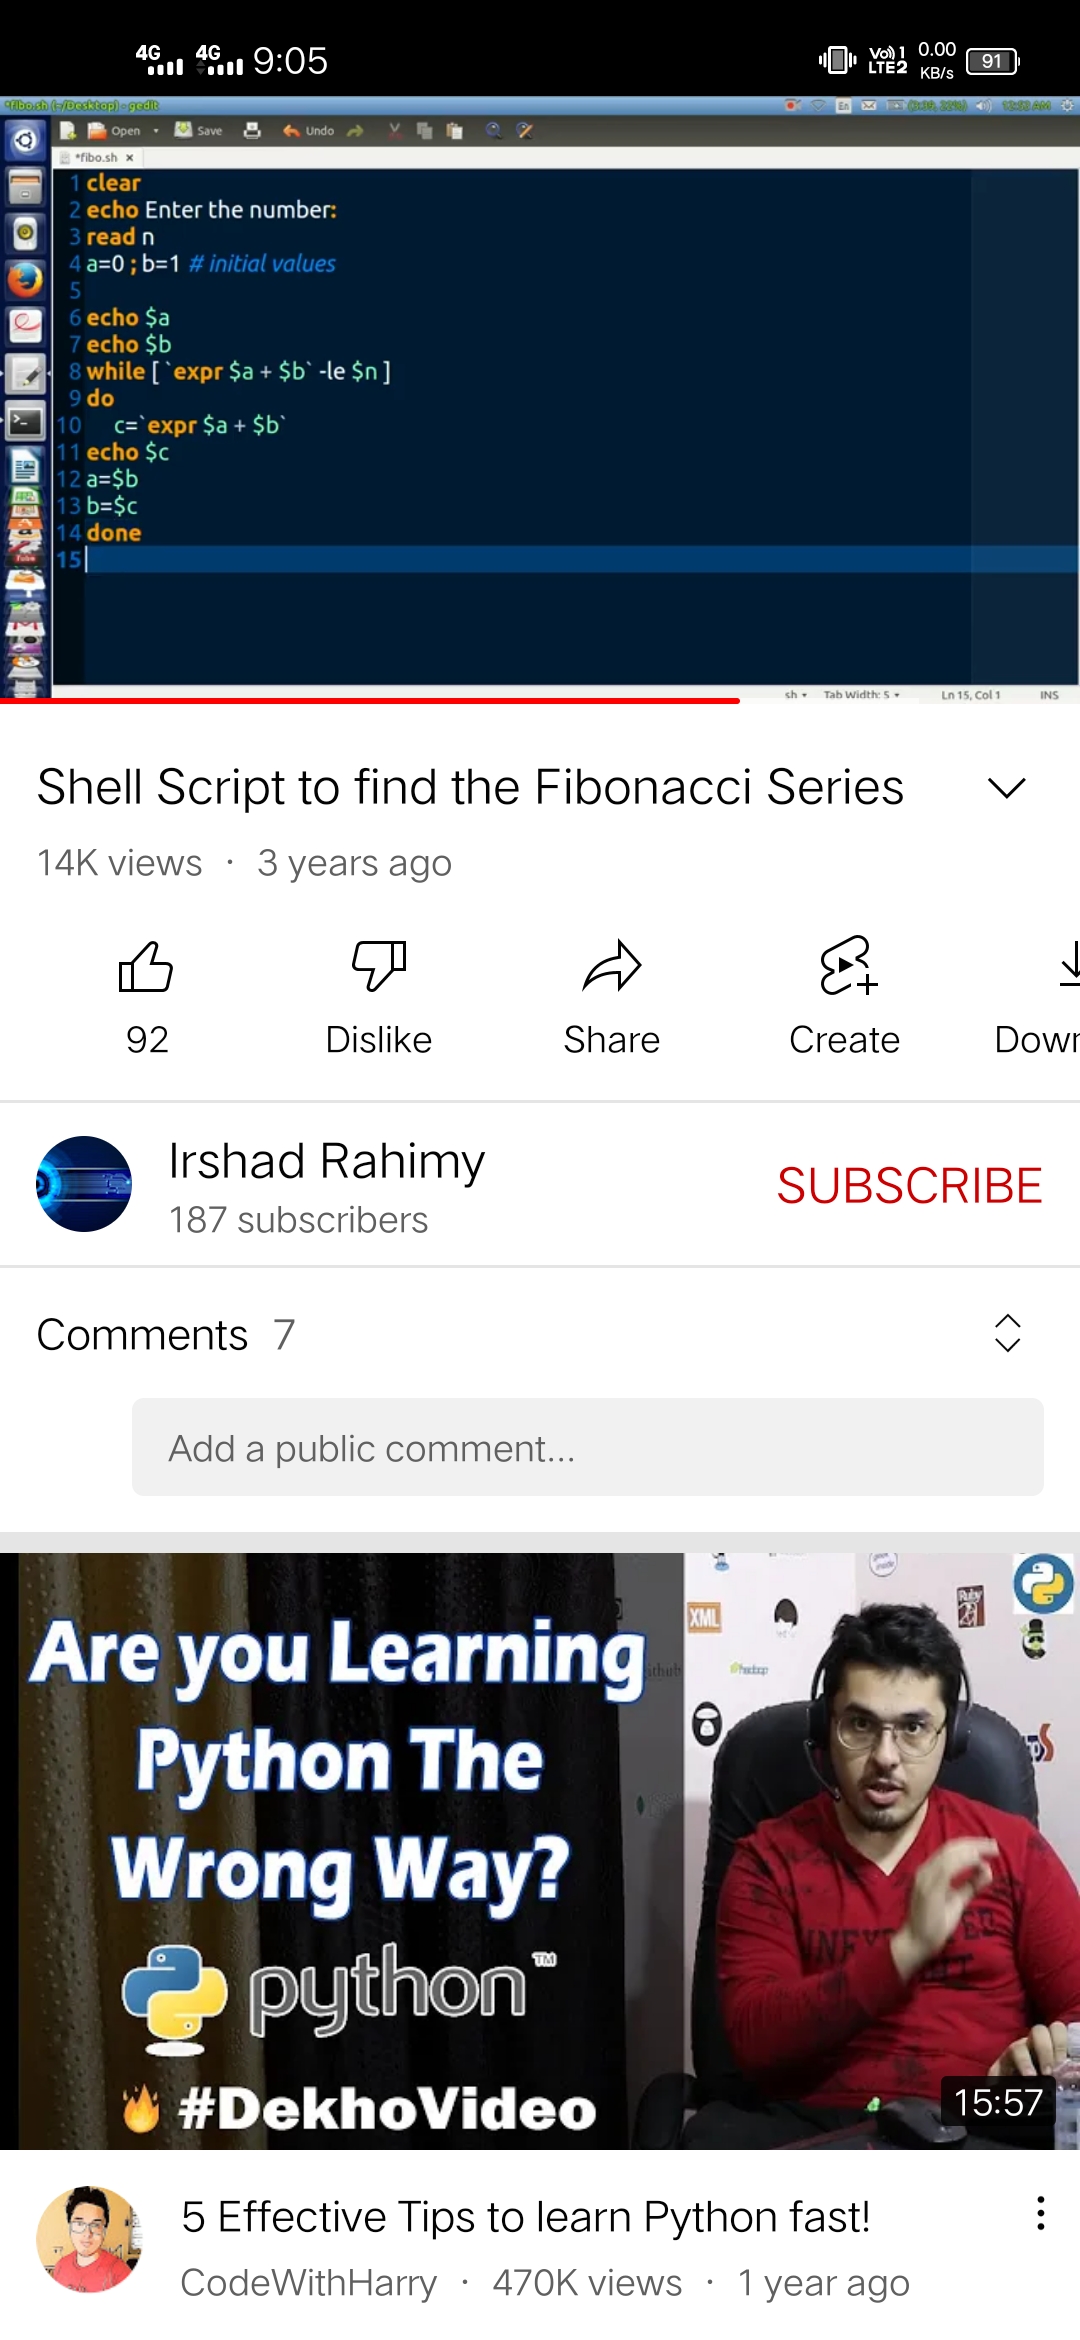 4G 4G 9:05 Vo)) 1 LTE2 0.00 KB/s 91
*fibo.sh (~/Desktop) - gedit En
Open Save Undo
*fibo.sh ×
1 clear
2 echo Enter the number:
3 read n
4 a=0 ; b=1 # initial values
5
6 echo $a
7 echo $b
8 while [ `expr $a + $b` -le $n ]
9 do
10 c=`expr $a + $b`
11 echo $c
12 a=$b
13 b=$c
14 done
15
sh Tab Width: 5 Ln 15, Col 1 INS
Shell Script to find the Fibonacci Series
14K views · 3 years ago
92 Dislike Share Create Down
Irshad Rahimy
187 subscribers
SUBSCRIBE
Comments 7
Add a public comment...
Are you Learning
Python The
Wrong Way?
python™
#DekhoVideo
XML
15:57
5 Effective Tips to learn Python fast!
CodeWithHarry · 470K views · 1 year ago